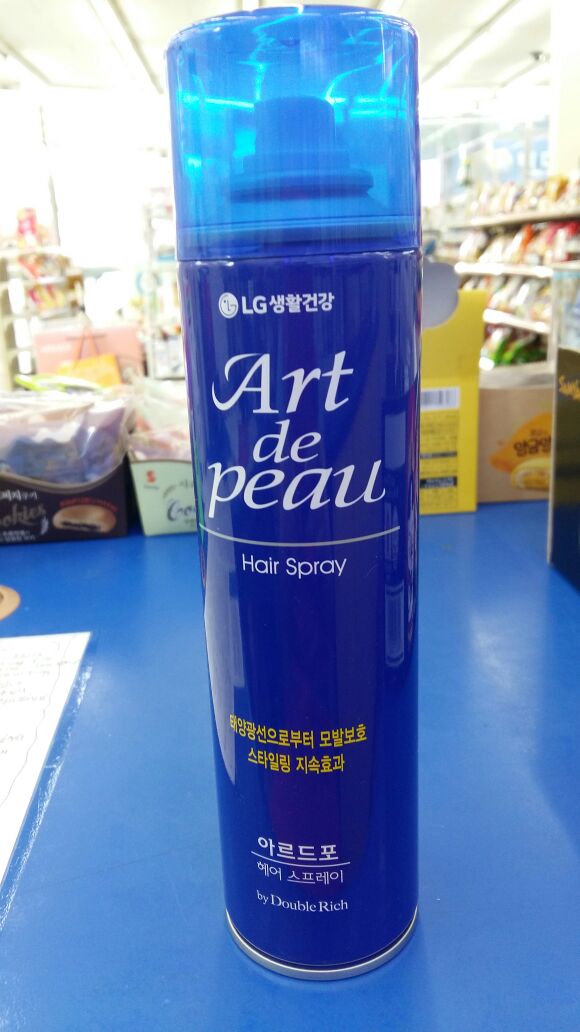 LG생활건강
Art
de
peau
Hair Spray
태양광선으로부터 모발보호
스타일링 지속효과
아르드포
헤어 스프레이
by Double Rich